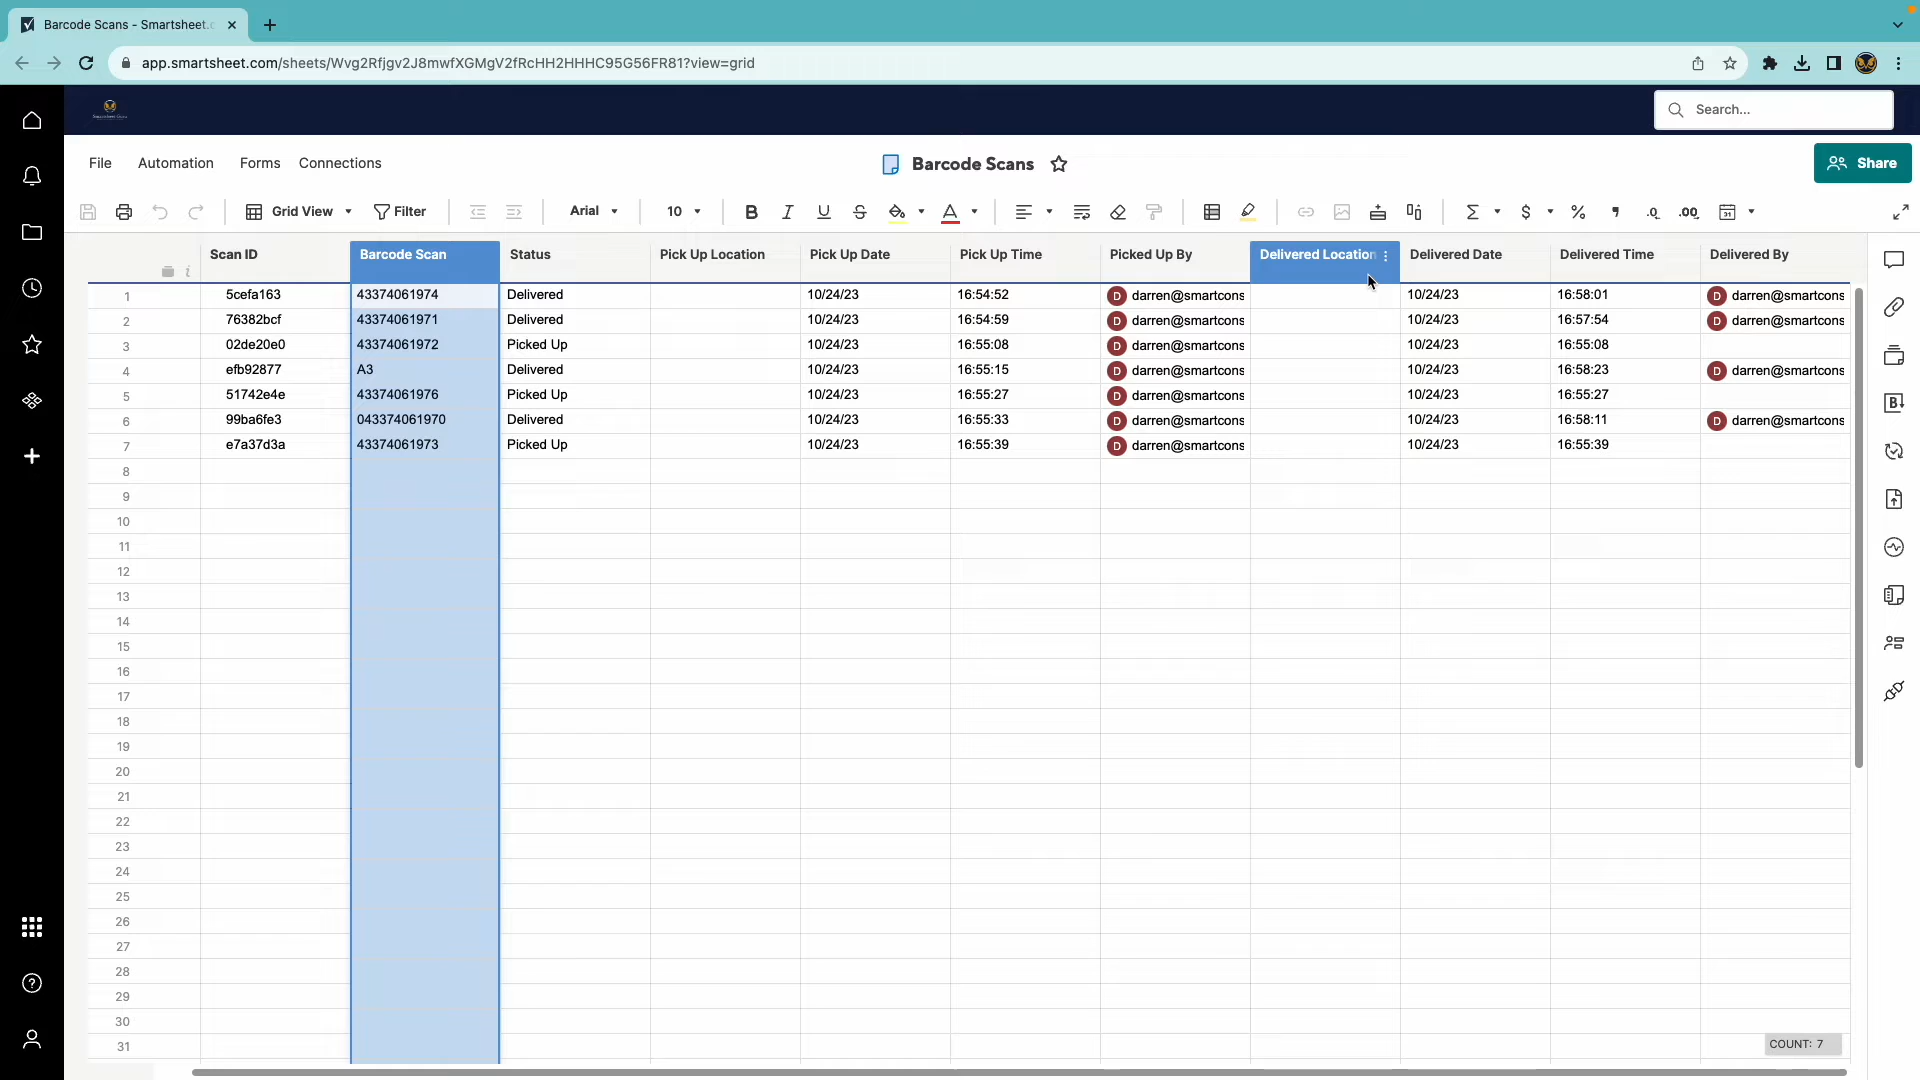 Barcode Scans - Smartsheet.c
app.smartsheet.com/sheets/Wvg2Rfjgv2J8mwfXGMgV2fRcHH2HHHC95G56FR81?view=grid
Search...
File Automation Forms Connections
Barcode Scans
Share
Grid View Filter Arial 10 B I U S A Σ $ % .0 .00 31
Scan ID Barcode Scan Status Pick Up Location Pick Up Date Pick Up Time Picked Up By Delivered Location Delivered Date Delivered Time Delivered By
1 5cefa163 43374061974 Delivered 10/24/23 16:54:52 D darren@smartcons 10/24/23 16:58:01 D darren@smartcons
2 76382bcf 43374061971 Delivered 10/24/23 16:54:59 D darren@smartcons 10/24/23 16:57:54 D darren@smartcons
3 02de20e0 43374061972 Picked Up 10/24/23 16:55:08 D darren@smartcons 10/24/23 16:55:08
4 efb92877 A3 Delivered 10/24/23 16:55:15 D darren@smartcons 10/24/23 16:58:23 D darren@smartcons
5 51742e4e 43374061976 Picked Up 10/24/23 16:55:27 D darren@smartcons 10/24/23 16:55:27
6 99ba6fe3 043374061970 Delivered 10/24/23 16:55:33 D darren@smartcons 10/24/23 16:58:11 D darren@smartcons
7 e7a37d3a 43374061973 Picked Up 10/24/23 16:55:39 D darren@smartcons 10/24/23 16:55:39
8
9
10
11
12
13
14
15
16
17
18
19
20
21
22
23
24
25
26
27
28
29
30
31
COUNT: 7